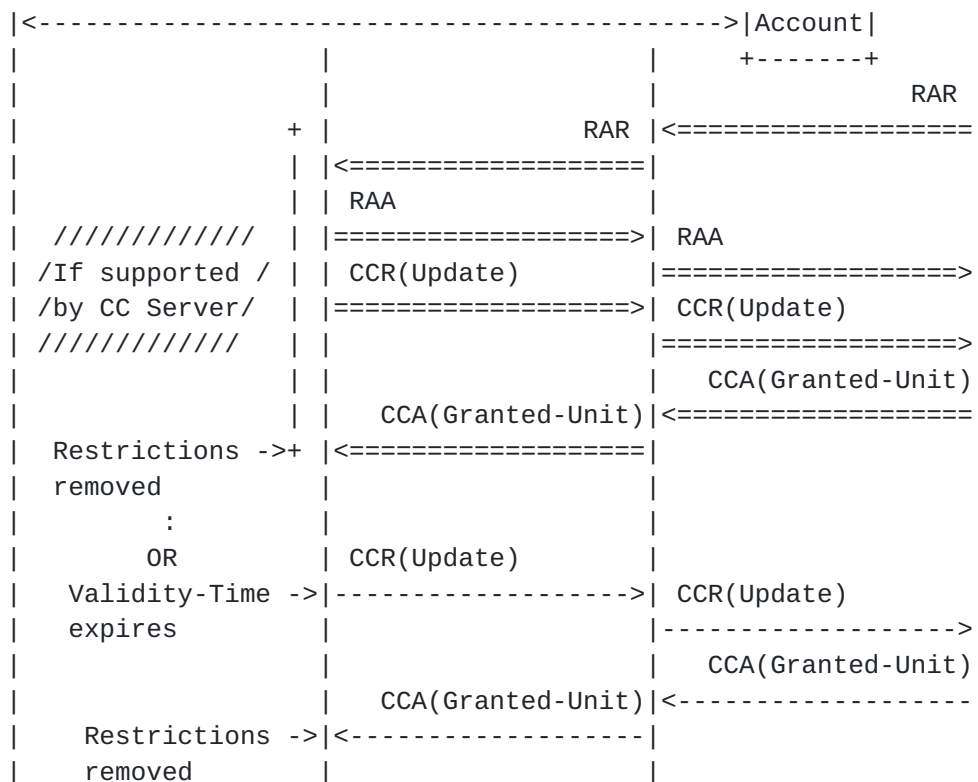 |<-------------------------------------------->|Account|
|                   |                    |     +-------+
|                   |                    |                RAR
|                 + |                RAR |<===================
|                 | |<===================|
|                 | | RAA                |
|  /////////////  | |===================>| RAA
| /If supported / | | CCR(Update)        |===================>
| /by CC Server/  | |===================>| CCR(Update)
| /////////////   | |                    |===================>
|                 | |                    |   CCA(Granted-Unit)
|                 | |   CCA(Granted-Unit)|<===================
|  Restrictions ->+ |<===================|
|  removed          |                    |
|         :         |                    |
|        OR         | CCR(Update)        |
|   Validity-Time ->|------------------->| CCR(Update)
|   expires         |                    |------------------->
|                   |                    |   CCA(Granted-Unit)
|                   |   CCA(Granted-Unit)|<-------------------
|    Restrictions ->|<-------------------|
|    removed        |                    |